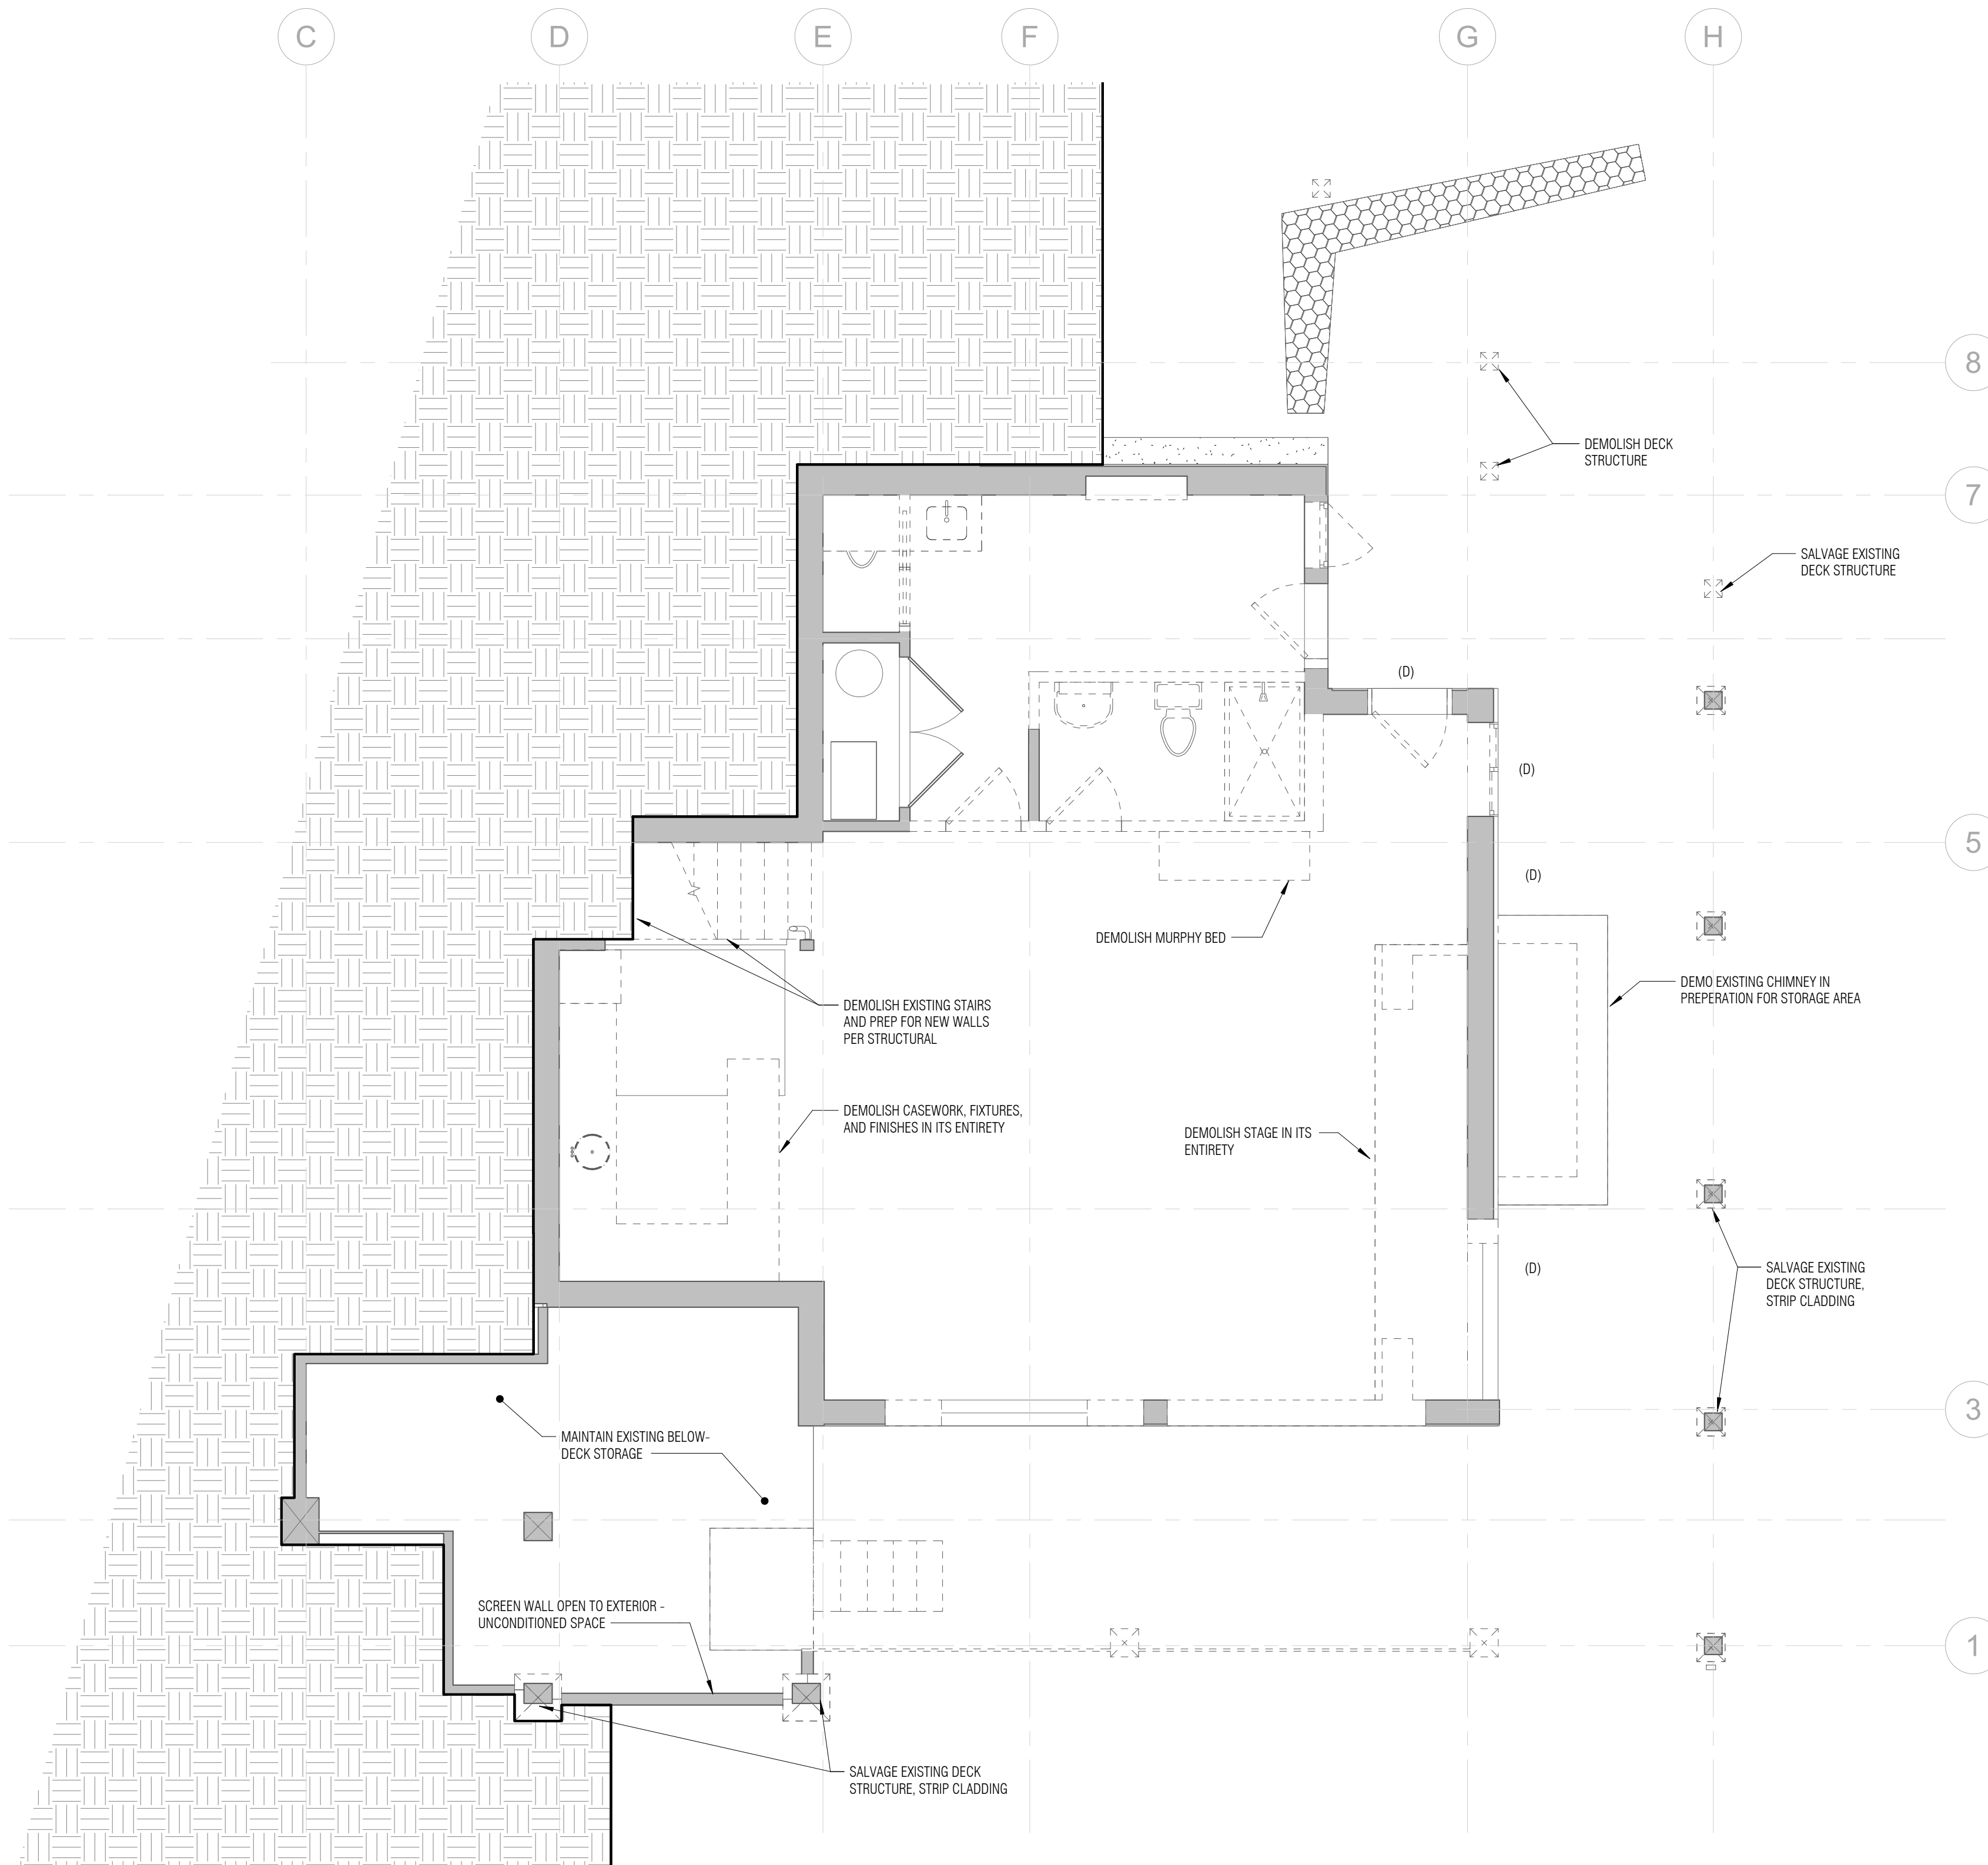 C
D
E
F
G
H
8
DEMOLISH DECK
STRUCTURE
7
SALVAGE EXISTING
DECK STRUCTURE
(D)
(D)
5
(D)
DEMOLISH MURPHY BED
DEMO EXISTING CHIMNEY IN
PREPERATION FOR STORAGE AREA
DEMOLISH EXISTING STAIRS
AND PREP FOR NEW WALLS
PER STRUCTURAL
DEMOLISH CASEWORK, FIXTURES,
AND FINISHES IN ITS ENTIRETY
DEMOLISH STAGE IN ITS
ENTIRETY
(D)
SALVAGE EXISTING
DECK STRUCTURE,
STRIP CLADDING
3
MAINTAIN EXISTING BELOW-
DECK STORAGE
SCREEN WALL OPEN TO EXTERIOR -
UNCONDITIONED SPACE
1
SALVAGE EXISTING DECK
STRUCTURE, STRIP CLADDING